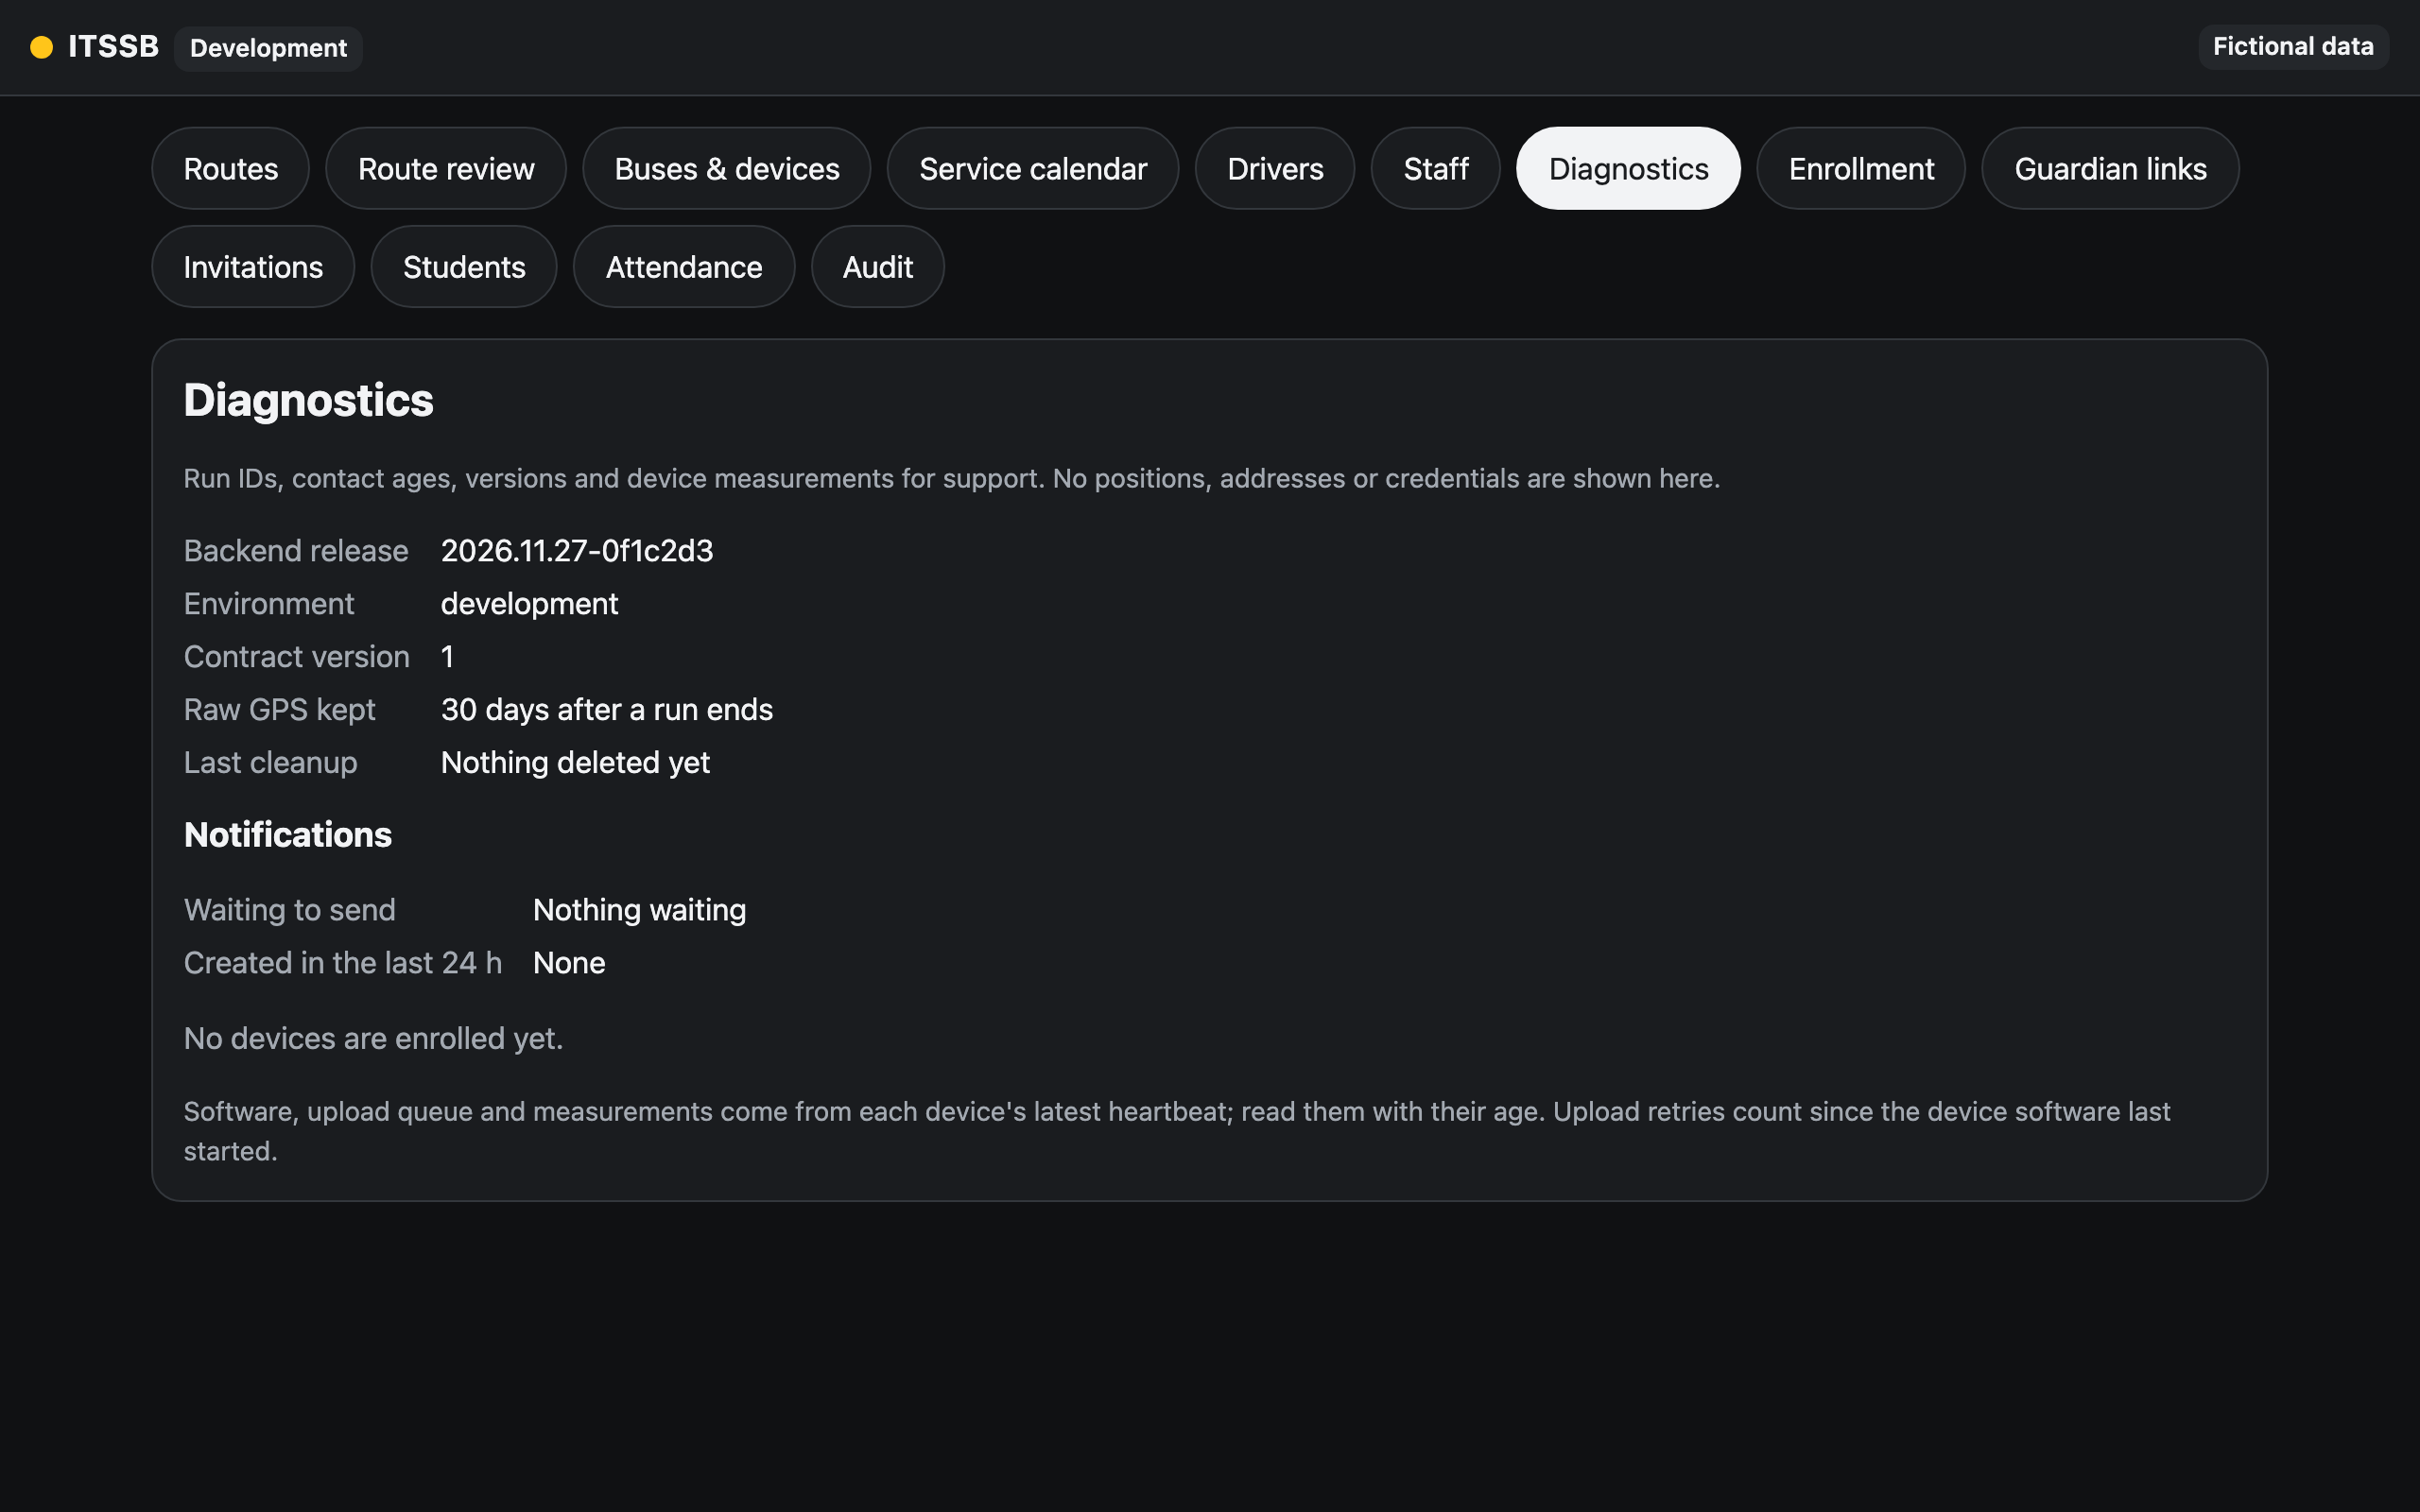 ITSSB Development Fictional data
Routes Route review Buses & devices Service calendar Drivers Staff Diagnostics Enrollment Guardian links
Invitations Students Attendance Audit
Diagnostics
Run IDs, contact ages, versions and device measurements for support. No positions, addresses or credentials are shown here.
Backend release 2026.11.27-0f1c2d3
Environment development
Contract version 1
Raw GPS kept 30 days after a run ends
Last cleanup Nothing deleted yet
Notifications
Waiting to send Nothing waiting
Created in the last 24 h None
No devices are enrolled yet.
Software, upload queue and measurements come from each device's latest heartbeat; read them with their age. Upload retries count since the device software last
started.